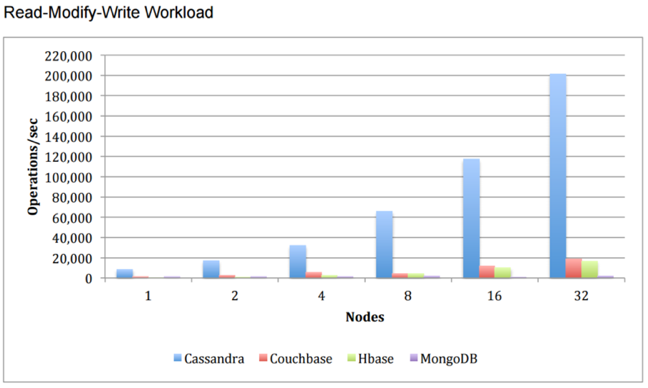 Read-Modify-Write Workload
220,000
200,000
180,000
160,000
140,000
120,000
100,000
80,000
60,000
40,000
20,000
0
Operations/sec
1 2 4 8 16 32
Nodes
Cassandra Couchbase Hbase MongoDB